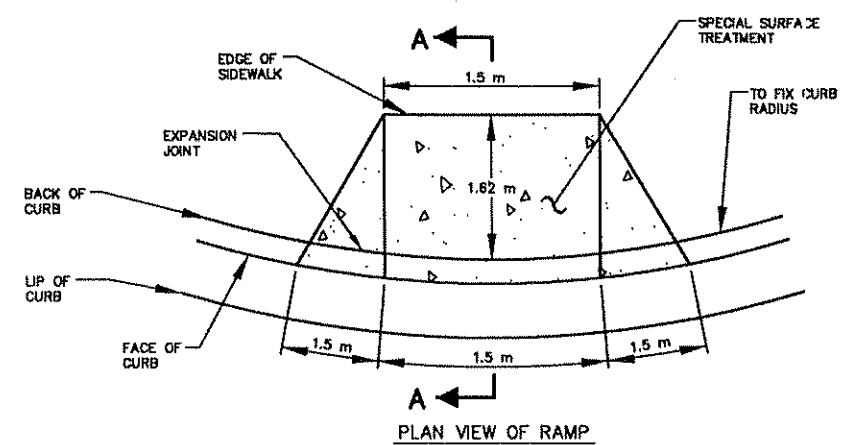 A
SPECIAL SURFACE
TREATMENT
EDGE OF
SIDEWALK
1.5 m
TO FIX CURB
RADIUS
EXPANSION
JOINT
1.62 m
BACK OF
CURB
LIP OF
CURB
FACE OF
CURB
1.5 m
1.5 m
1.5 m
A
PLAN VIEW OF RAMP